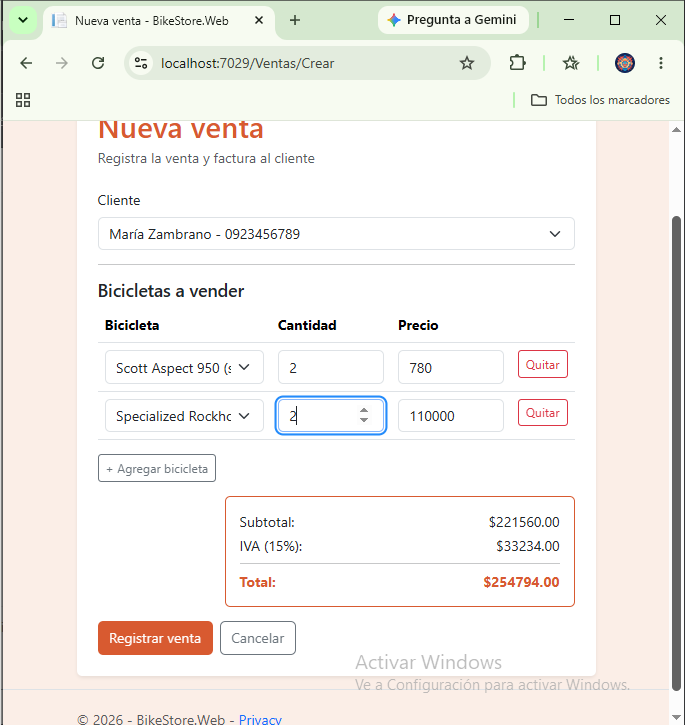 Nueva venta - BikeStore.Web
Pregunta a Gemini
localhost:7029/Ventas/Crear
Todos los marcadores
Nueva venta
Registra la venta y factura al cliente
Cliente
María Zambrano - 0923456789
Bicicletas a vender
Bicicleta Cantidad Precio
Scott Aspect 950 (s 2 780 Quitar
Specialized Rockho 2 110000 Quitar
+ Agregar bicicleta
Subtotal: $221560.00
IVA (15%): $33234.00
Total: $254794.00
Registrar venta Cancelar
Activar Windows
Ve a Configuración para activar Windows.
© 2026 - BikeStore.Web - Privacy